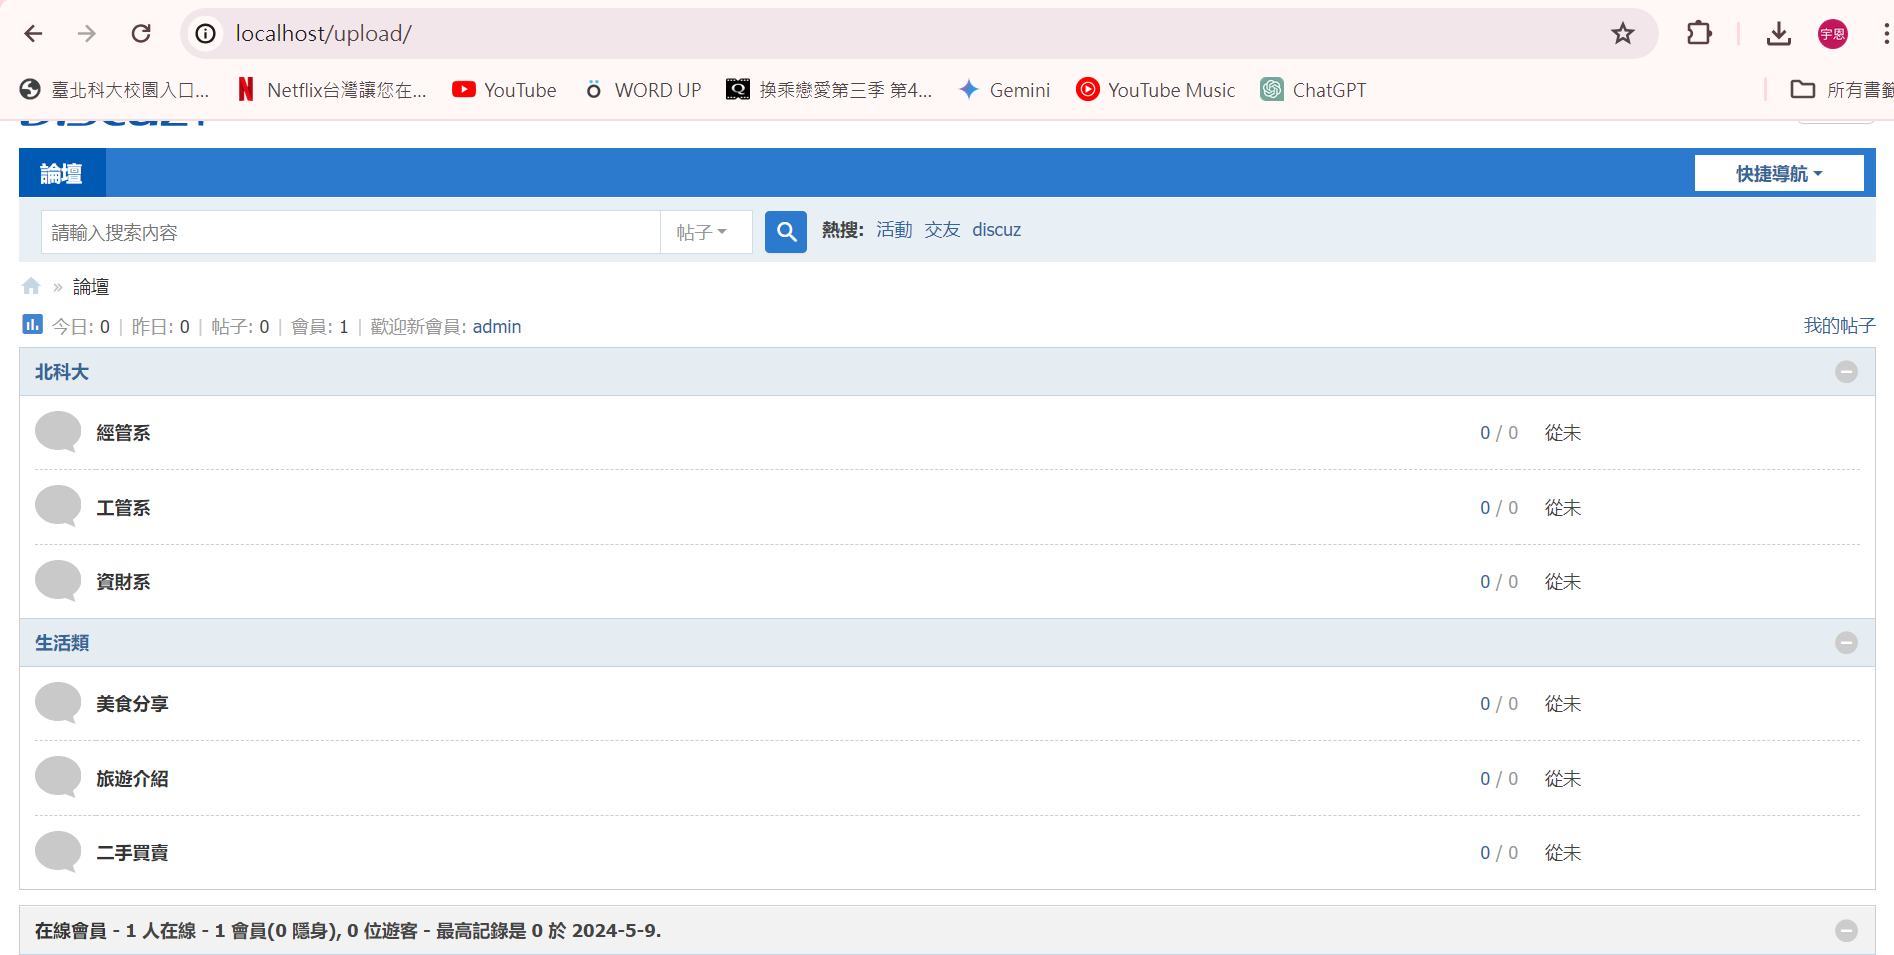 localhost/upload/
宇恩
臺北科大校園入口... Netflix台灣讓您在... YouTube WORD UP 換乘戀愛第三季 第4... Gemini YouTube Music ChatGPT 所有書籤
論壇 快捷導航
請輸入搜索內容 帖子 熱搜: 活動 交友 discuz
» 論壇
今日: 0 | 昨日: 0 | 帖子: 0 | 會員: 1 | 歡迎新會員: admin 我的帖子
北科大
經管系 0 / 0 從未
工管系 0 / 0 從未
資財系 0 / 0 從未
生活類
美食分享 0 / 0 從未
旅遊介紹 0 / 0 從未
二手買賣 0 / 0 從未
在線會員 - 1 人在線 - 1 會員(0 隱身), 0 位遊客 - 最高記錄是 0 於 2024-5-9.